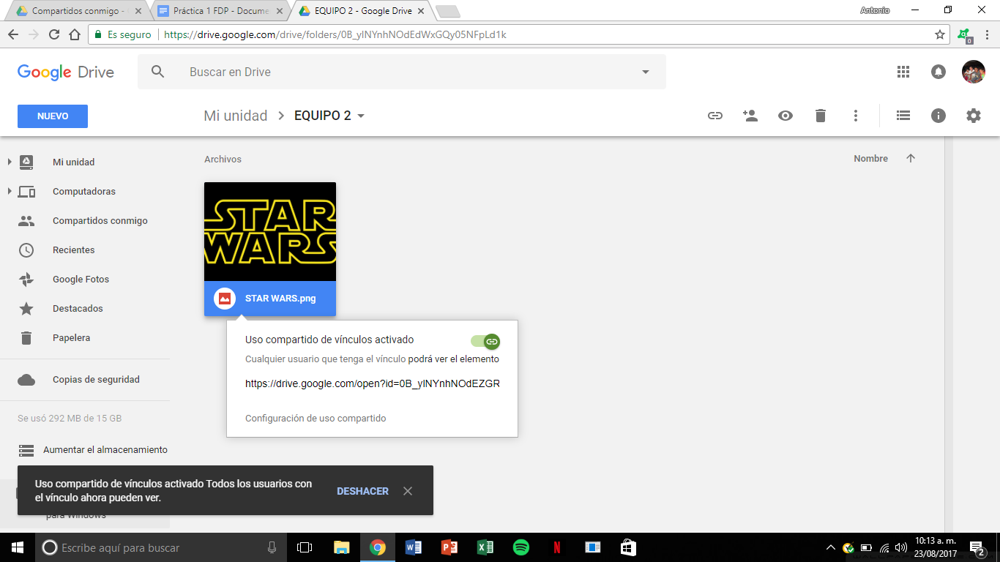 Compartidos conmigo -
Práctica 1 FDP - Docume
EQUIPO 2 - Google Drive
Antonio
Es seguro
https://drive.google.com/drive/folders/0B_ylNYnhNOdEdWxGQy05NFpLd1k
0
Google Drive
Buscar en Drive
NUEVO
Mi unidad
EQUIPO 2
Mi unidad
Computadoras
Compartidos conmigo
Recientes
Google Fotos
Destacados
Papelera
Copias de seguridad
Se usó 292 MB de 15 GB
Aumentar el almacenamiento
para Windows
Archivos
Nombre
STAR
WARS
STAR WARS.png
Uso compartido de vínculos activado
Cualquier usuario que tenga el vínculo podrá ver el elemento
https://drive.google.com/open?id=0B_ylNYnhNOdEZGR
Configuración de uso compartido
Uso compartido de vínculos activado Todos los usuarios con
el vínculo ahora pueden ver.
DESHACER
Escribe aquí para buscar
10:13 a. m.
23/08/2017
2